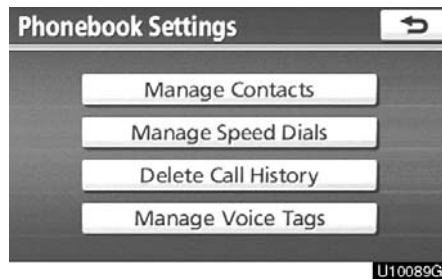 Phonebook Settings
Manage Contacts
Manage Speed Dials
Delete Call History
Manage Voice Tags
U10089G